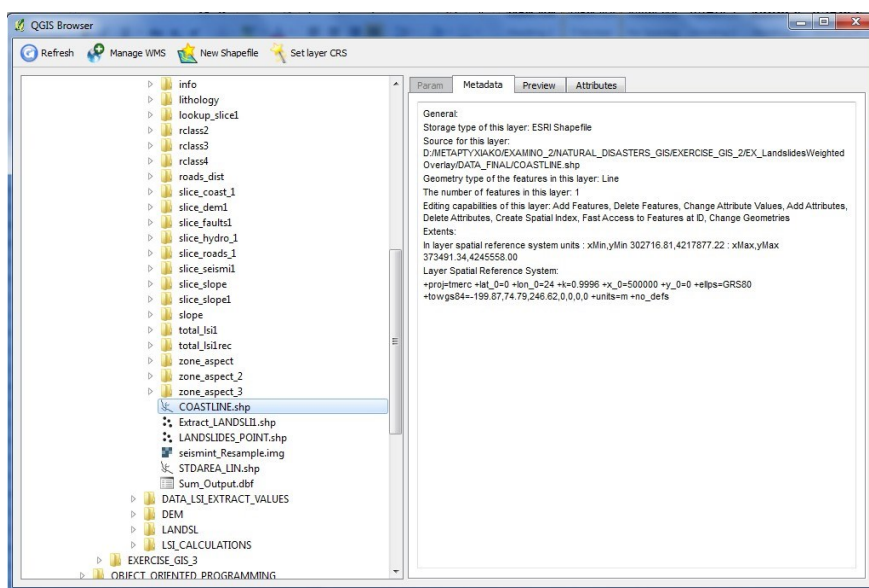 QGIS Browser
Refresh Manage WMS New Shapefile Set layer CRS
info
lithology
lookup_slice1
rclass2
rclass3
rclass4
roads_dist
slice_coast_1
slice_dem1
slice_faults1
slice_hydro_1
slice_roads_1
slice_seismi1
slice_slope
slice_slope1
slope
total_lsi1
total_lsi1rec
zone_aspect
zone_aspect_2
zone_aspect_3
COASTLINE.shp
Extract_LANDSLI1.shp
LANDSLIDES_POINT.shp
seismint_Resample.img
STDAREA_LIN.shp
Sum_Output.dbf
DATA_LSI_EXTRACT_VALUES
DEM
LANDSL
LSI_CALCULATIONS
EXERCISE_GIS_3
OBJECT_ORIENTED_PROGRAMMING
Param Metadata Preview Attributes
General:
Storage type of this layer: ESRI Shapefile
Source for this layer:
D:/METAPTYXIAKO/EXAMINO_2/NATURAL_DISASTERS_GIS/EXERCISE_GIS_2/EX_LandslidesWeighted
Overlay/DATA_FINAL/COASTLINE.shp
Geometry type of the features in this layer: Line
The number of features in this layer: 1
Editing capabilities of this layer: Add Features, Delete Features, Change Attribute Values, Add Attributes,
Delete Attributes, Create Spatial Index, Fast Access to Features at ID, Change Geometries
Extents:
In layer spatial reference system units : xMin,yMin 302716.81,4217877.22 : xMax,yMax
373491.34,4245558.00
Layer Spatial Reference System:
+proj=tmerc +lat_0=0 +lon_0=24 +k=0.9996 +x_0=500000 +y_0=0 +ellps=GRS80
+towgs84=-199.87,74.79,246.62,0,0,0,0 +units=m +no_defs